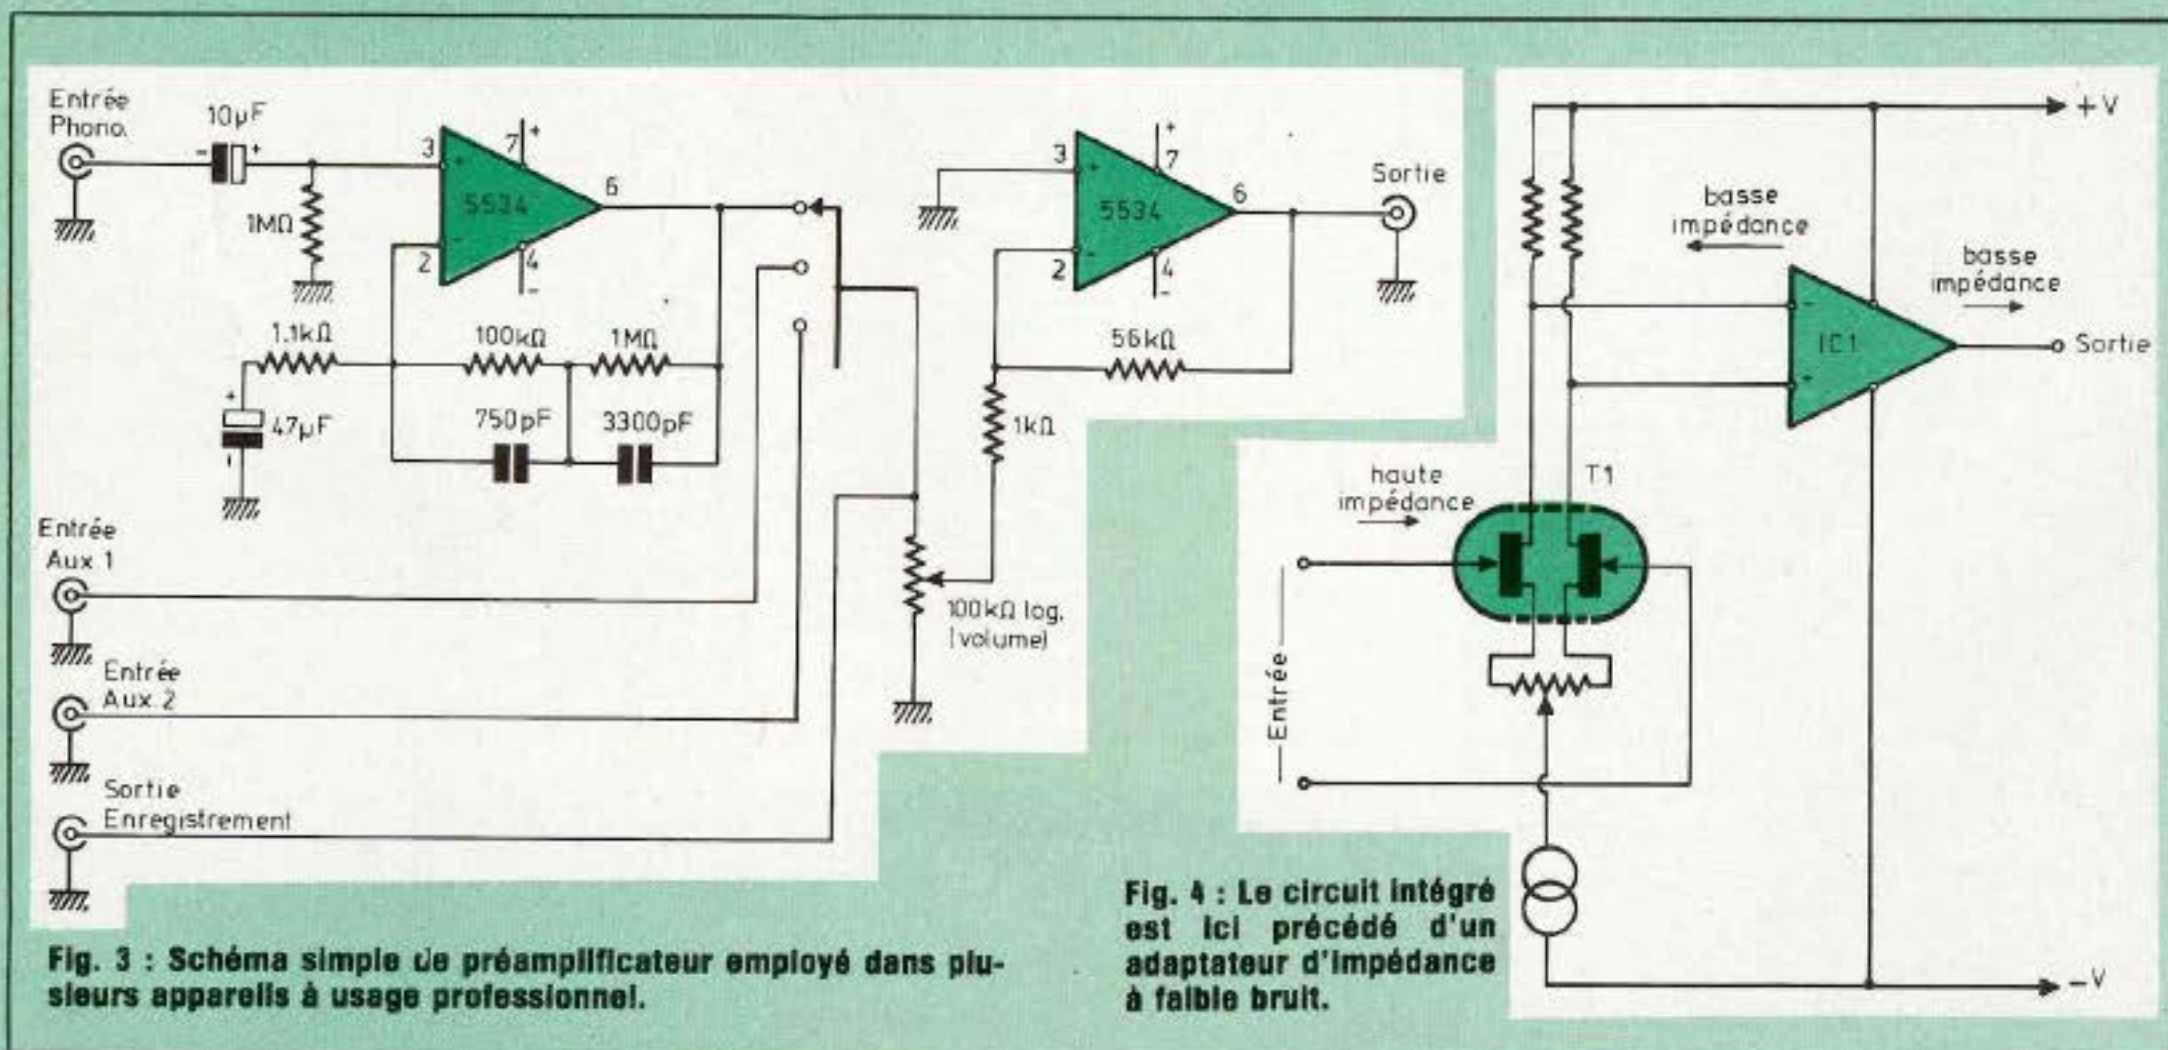 Entrée
Phono.
10µF
- +
1MΩ
3
+
7
+
5534
6
2
-
4
-
1.1kΩ
100kΩ
1MΩ
+
47µF
-
750pF
3300pF
Entrée
Aux 1
Entrée
Aux 2
Sortie
Enregistrement
3
+
7
+
5534
6
Sortie
2
-
4
-
56kΩ
1kΩ
100kΩ log.
(volume)
Fig. 3 : Schéma simple de préamplificateur employé dans plu-
sieurs appareils à usage professionnel.
+V
basse
impédance
basse
impédance
-
IC1
+
Sortie
haute
impédance
T1
Entrée
-V
Fig. 4 : Le circuit intégré
est ici précédé d'un
adaptateur d'impédance
à faible bruit.